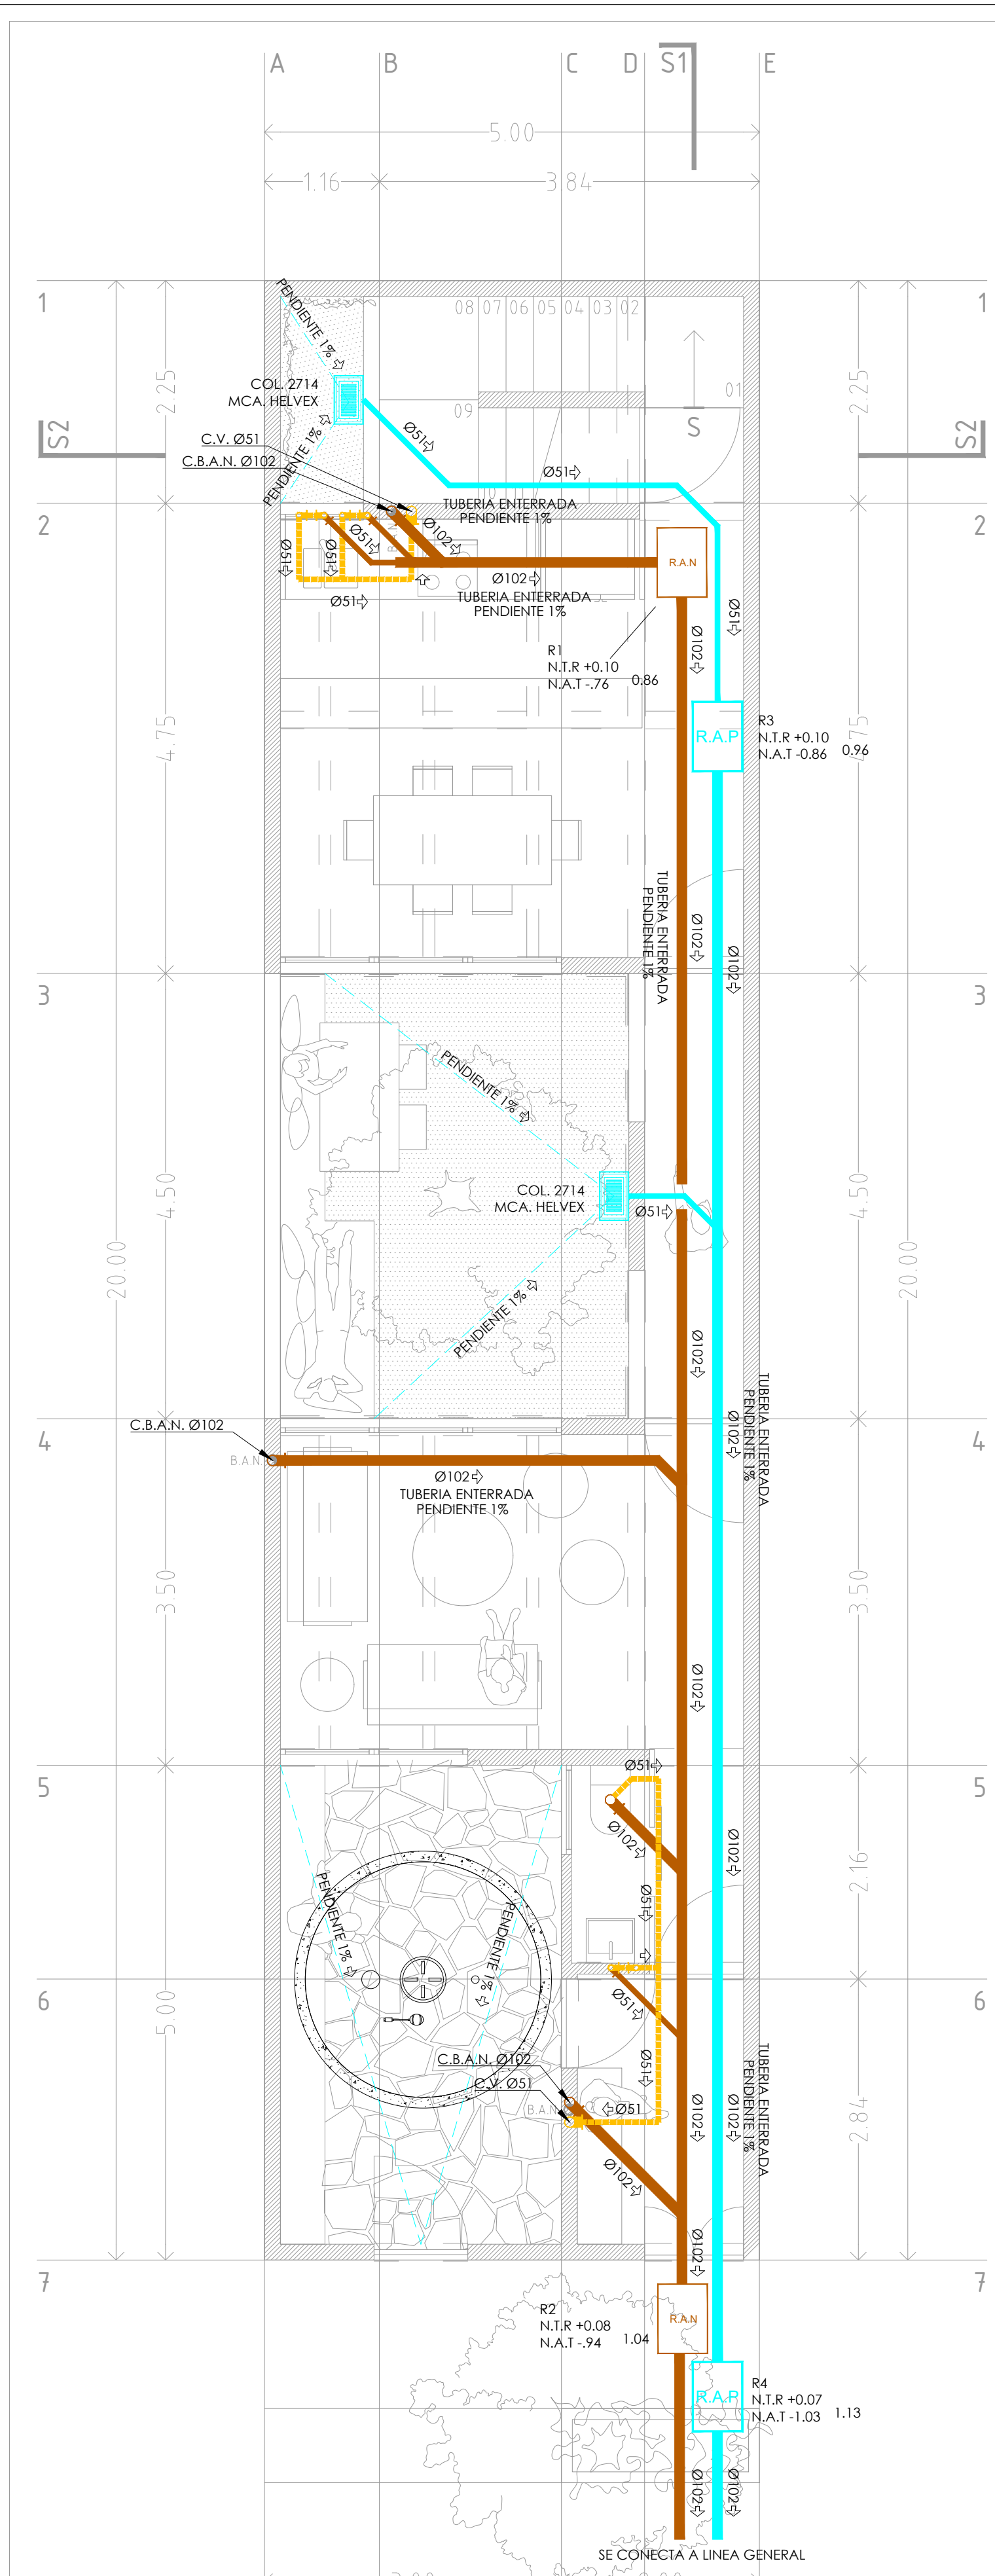 A
B
C
D
S1
E
5.00
1.16
3.84
1
1
PENDIENTE 1%
08 07 06 05 04 03 02
01
COL. 2714
MCA. HELVEX
09
S
2.25
2.25
S2
S2
C.V. Ø51
C.B.A.N. Ø102
PENDIENTE 1%
Ø51
Ø51
TUBERIA ENTERRADA
PENDIENTE 1%
2
2
Ø102
Ø51
Ø51
Ø51
R.A.N
Ø102
TUBERIA ENTERRADA
PENDIENTE 1%
Ø51
Ø51
Ø102
R1
N.T.R +0.10
N.A.T -.76
0.86
R.A.P
R3
N.T.R +0.10
N.A.T -0.86
0.96
4.75
4.75
TUBERIA ENTERRADA
PENDIENTE 1%
Ø102
Ø102
3
3
PENDIENTE 1%
COL. 2714
MCA. HELVEX
Ø51
4.50
4.50
20.00
20.00
PENDIENTE 1%
Ø102
Ø102
TUBERIA ENTERRADA
PENDIENTE 1%
C.B.A.N. Ø102
4
4
B.A.N.
Ø102
TUBERIA ENTERRADA
PENDIENTE 1%
3.50
3.50
Ø102
5
5
Ø51
Ø102
Ø102
2.16
PENDIENTE 1%
PENDIENTE 1%
Ø51
6
6
5.00
Ø51
Ø51
C.B.A.N. Ø102
C.V. Ø51
B.A.N.
Ø51
Ø102
Ø102
TUBERIA ENTERRADA
PENDIENTE 1%
2.84
Ø102
Ø102
7
7
R2
N.T.R +0.08
N.A.T -.94
1.04
R.A.N
R.A.P
R4
N.T.R +0.07
N.A.T -1.03
1.13
Ø102
Ø102
SE CONECTA A LINEA GENERAL